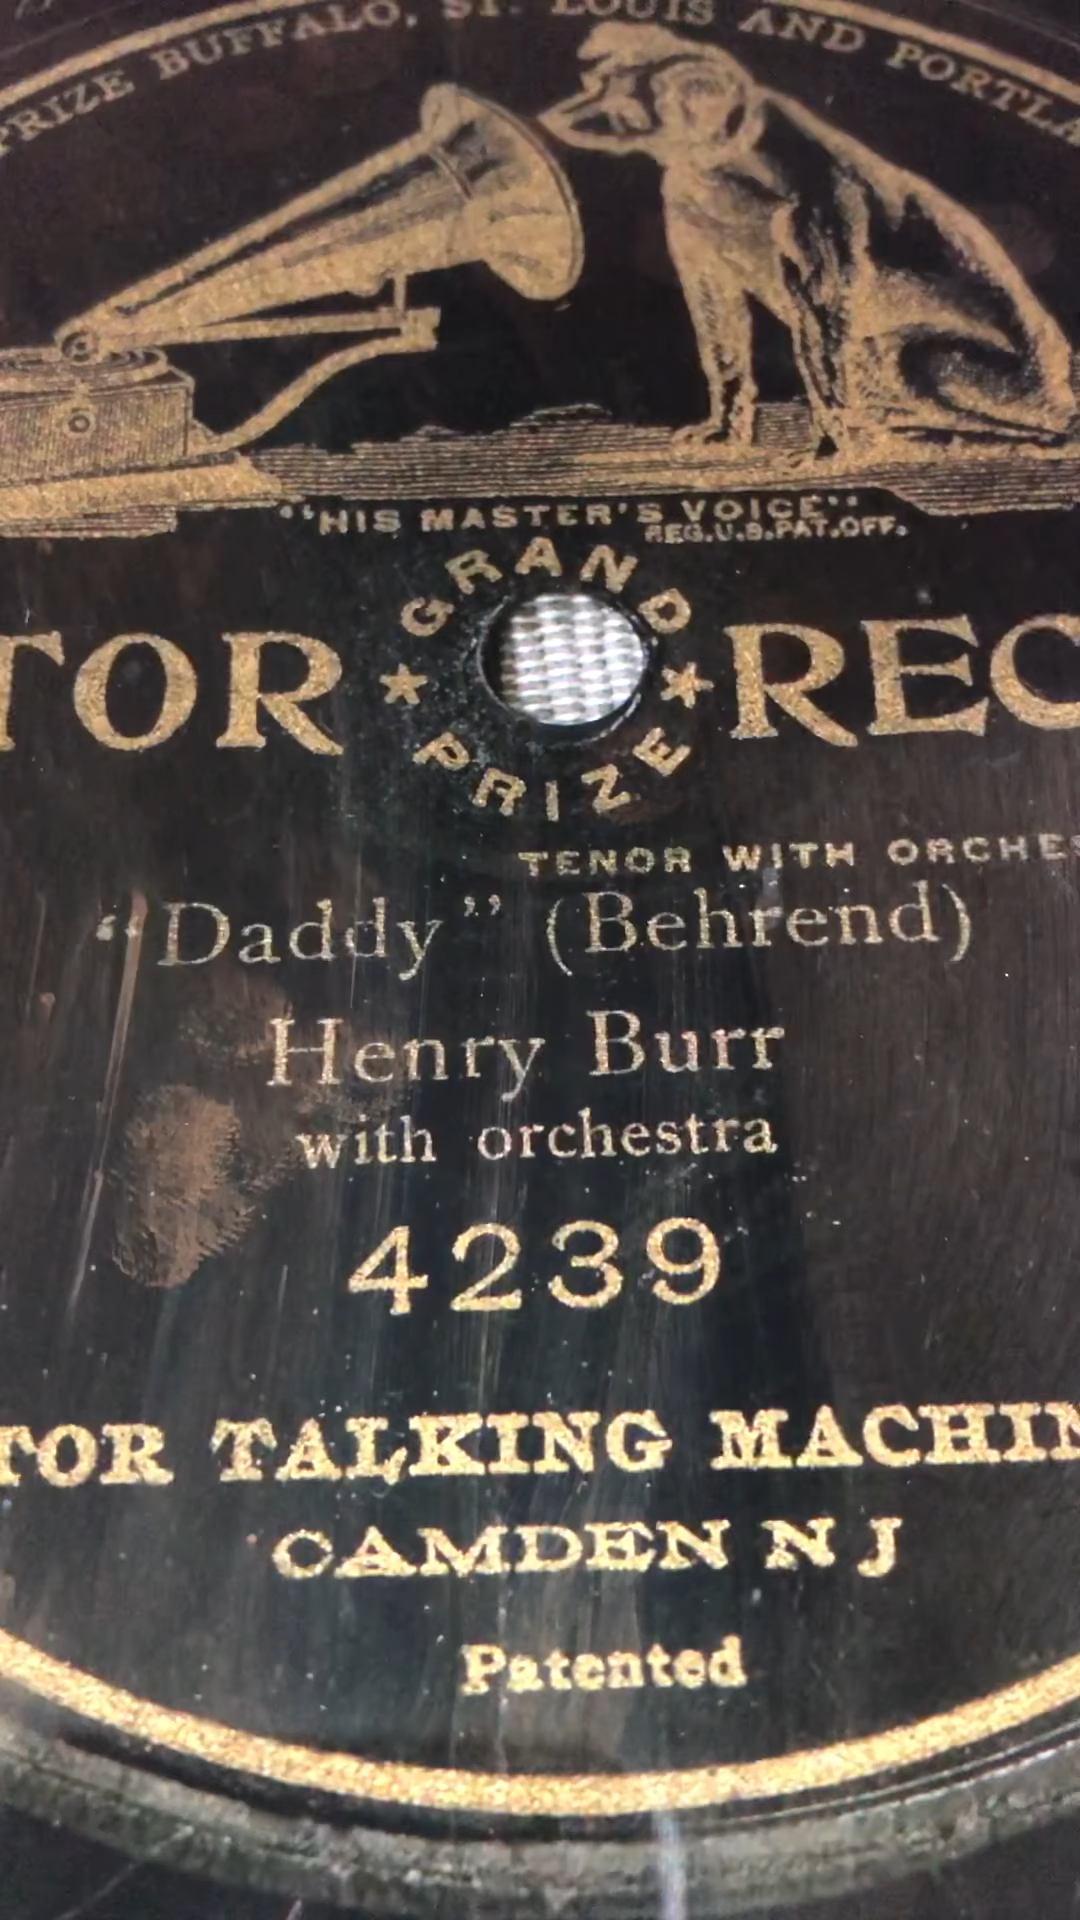 PRIZE BUFFALO, ST. LOUIS AND PORTLA
"HIS MASTER'S VOICE"
REG.U.S.PAT.OFF.
GRAND
TOR REC
PRIZE
TENOR WITH ORCHES
"Daddy" (Behrend)
Henry Burr
with orchestra
4239
TOR TALKING MACHIN
CAMDEN N J
Patented